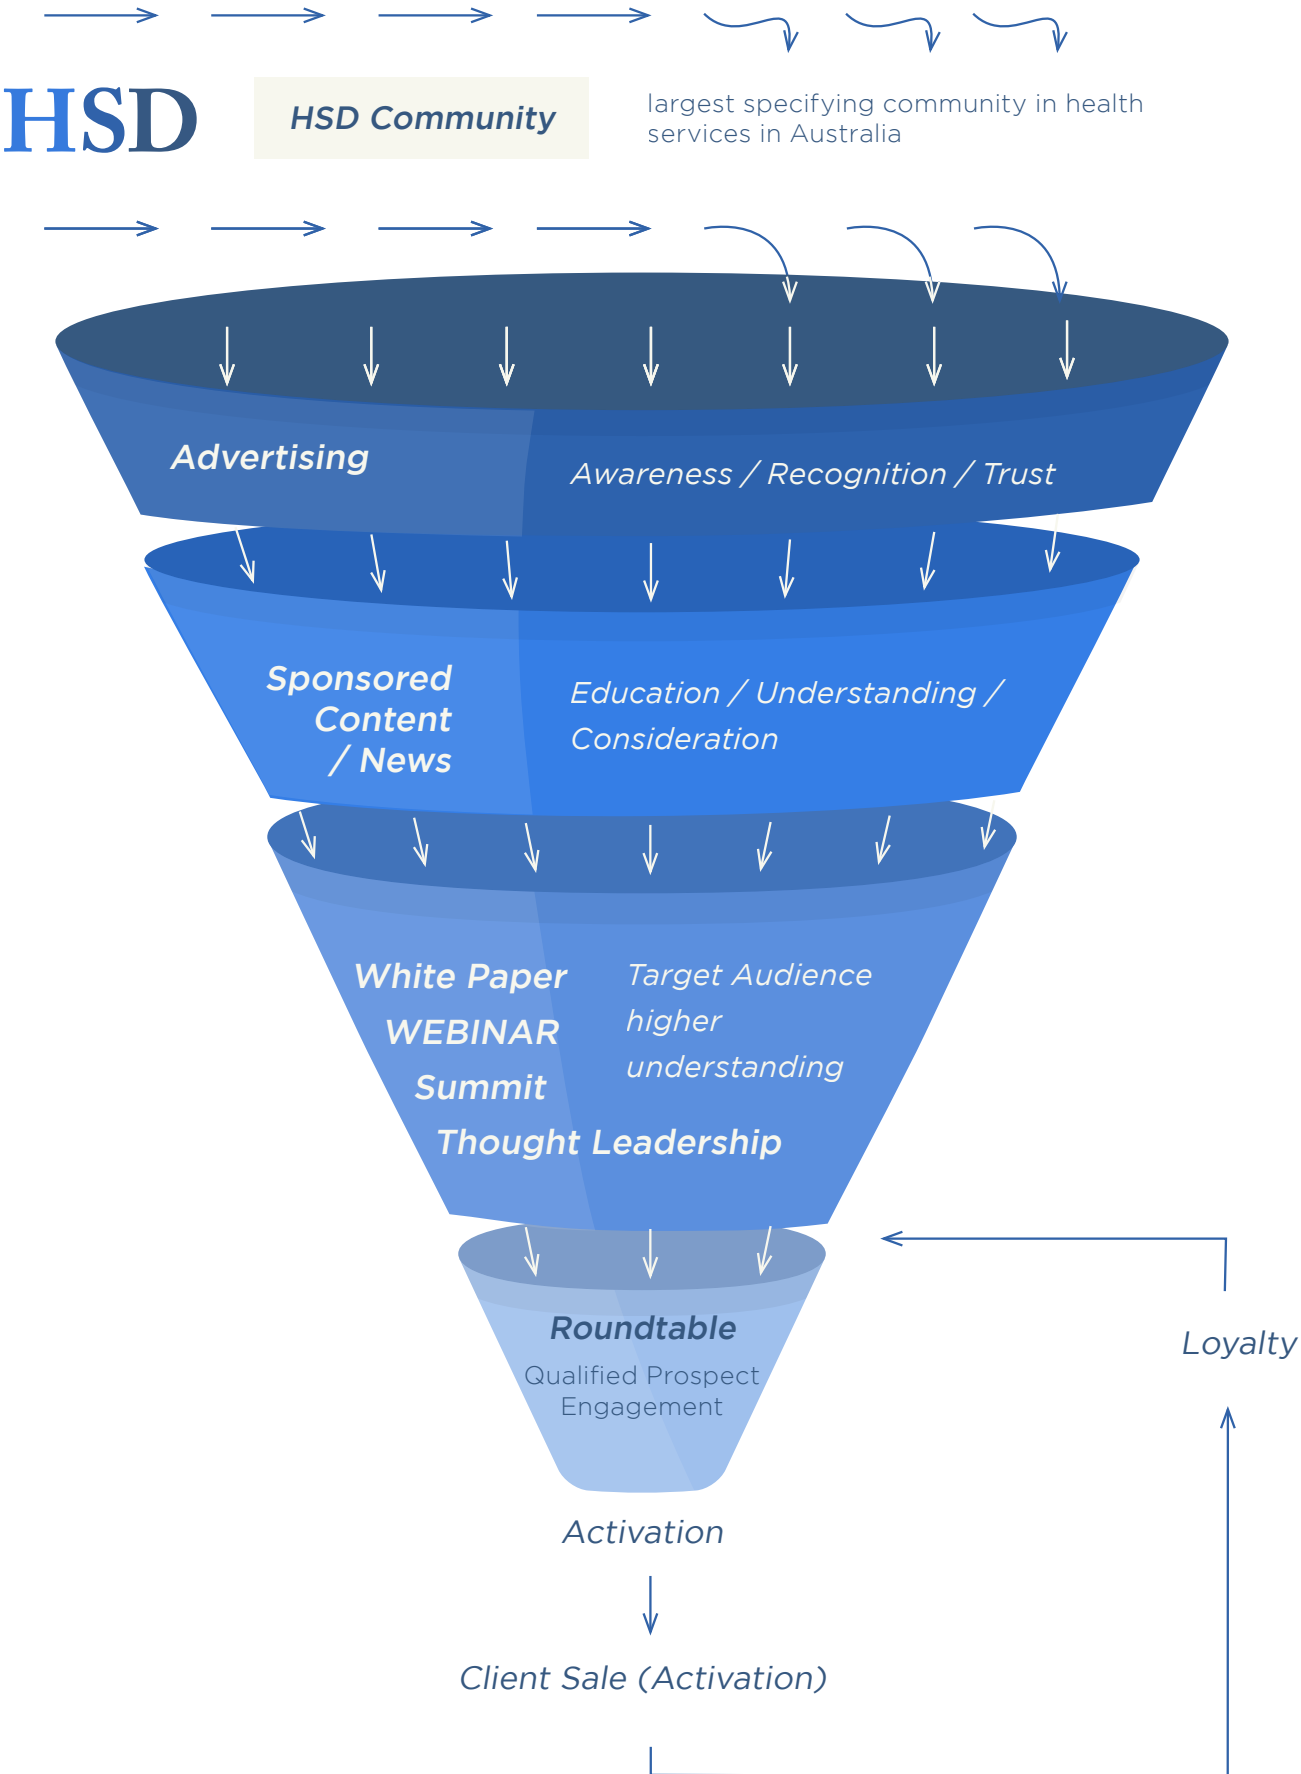 HSD
HSD Community
largest specifying community in health
services in Australia
Advertising
Awareness / Recognition / Trust
Sponsored
Content
/ News
Education / Understanding /
Consideration
White Paper
WEBINAR
Summit
Thought Leadership
Target Audience
higher
understanding
Roundtable
Qualified Prospect
Engagement
Loyalty
Activation
Client Sale (Activation)